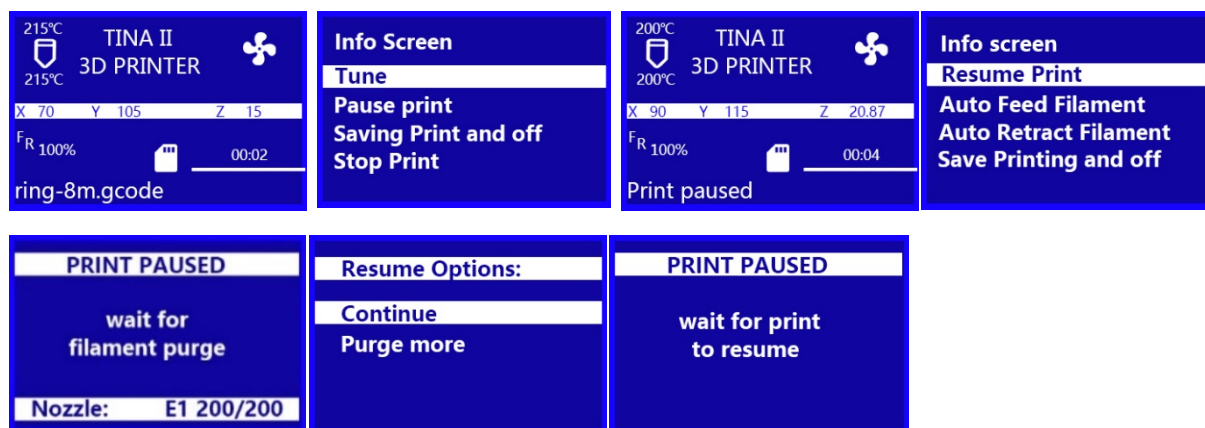 215℃
TINA II
3D PRINTER
215℃
X 70 Y 105 Z 15
FR 100%
00:02
ring-8m.gcode
Info Screen
Tune
Pause print
Saving Print and off
Stop Print
200℃
TINA II
3D PRINTER
200℃
X 90 Y 115 Z 20.87
FR 100%
00:04
Print paused
Info screen
Resume Print
Auto Feed Filament
Auto Retract Filament
Save Printing and off
PRINT PAUSED
wait for
filament purge
Nozzle: E1 200/200
Resume Options:
Continue
Purge more
PRINT PAUSED
wait for print
to resume